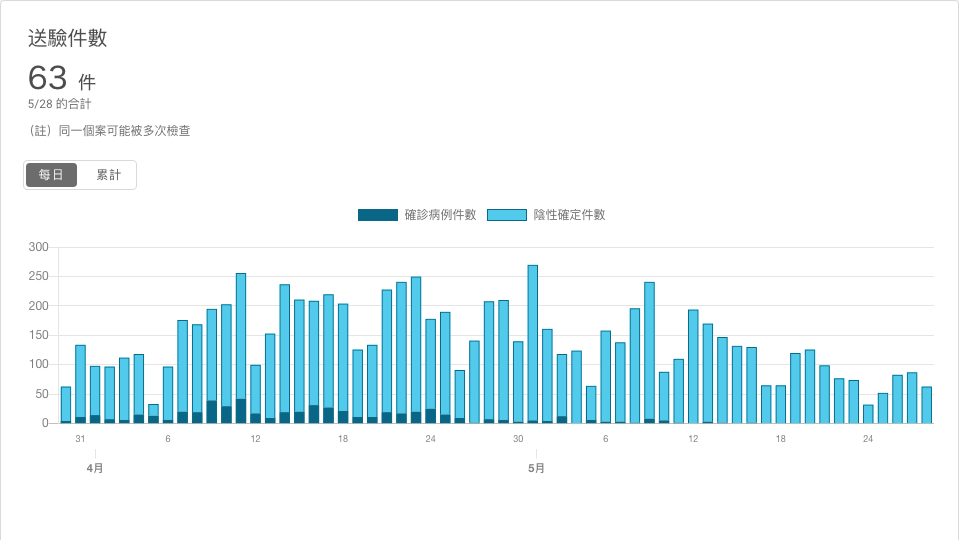 送驗件數
63 件
5/28 的合計
（註）同一個案可能被多次檢查
每日 累計
確診病例件數 陰性確定件數
300
250
200
150
100
50
0
31 6 12 18 24 30 6 12 18 24
4月 5月